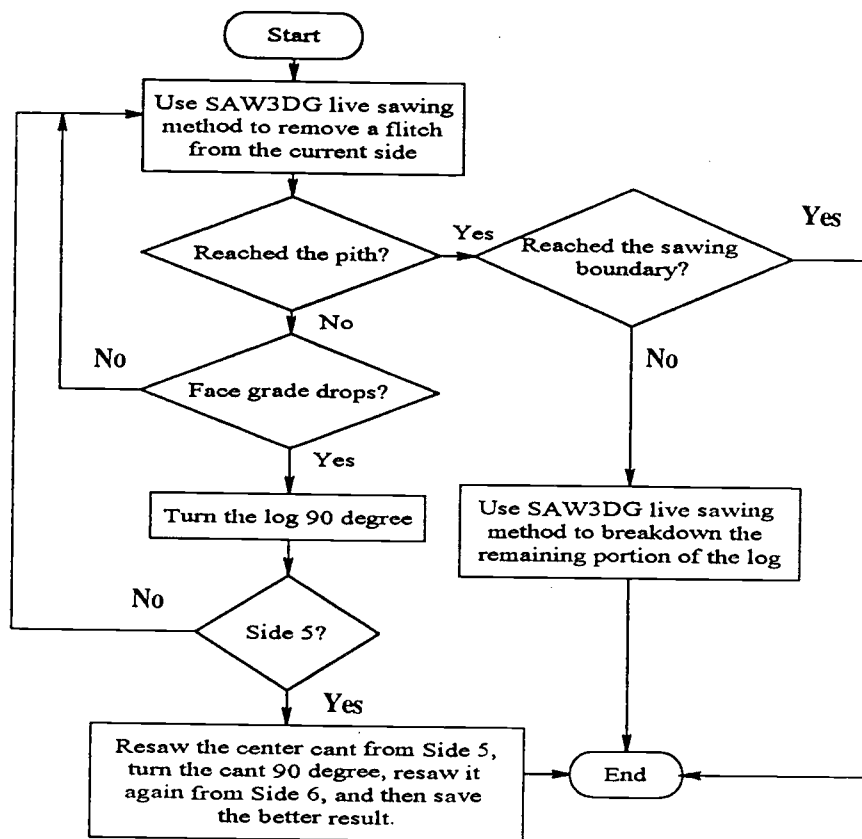 Start
Use SAW3DG live sawing
method to remove a flitch
from the current side
Reached the pith?
Yes
Reached the sawing
boundary?
Yes
No
No
Face grade drops?
No
Yes
Turn the log 90 degree
Use SAW3DG live sawing
method to breakdown the
remaining portion of the log
No
Side 5?
Yes
Resaw the center cant from Side 5,
turn the cant 90 degree, resaw it
again from Side 6, and then save
the better result.
End